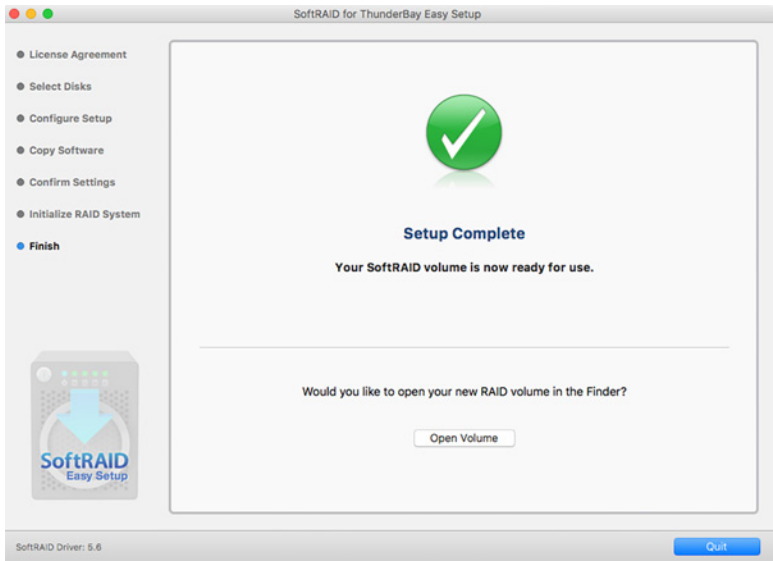 SoftRAID for ThunderBay Easy Setup
License Agreement
Select Disks
Configure Setup
Copy Software
Confirm Settings
Initialize RAID System
Finish
Setup Complete
Your SoftRAID volume is now ready for use.
Would you like to open your new RAID volume in the Finder?
Open Volume
SoftRAID
Easy Setup
SoftRAID Driver: 5.6
Quit